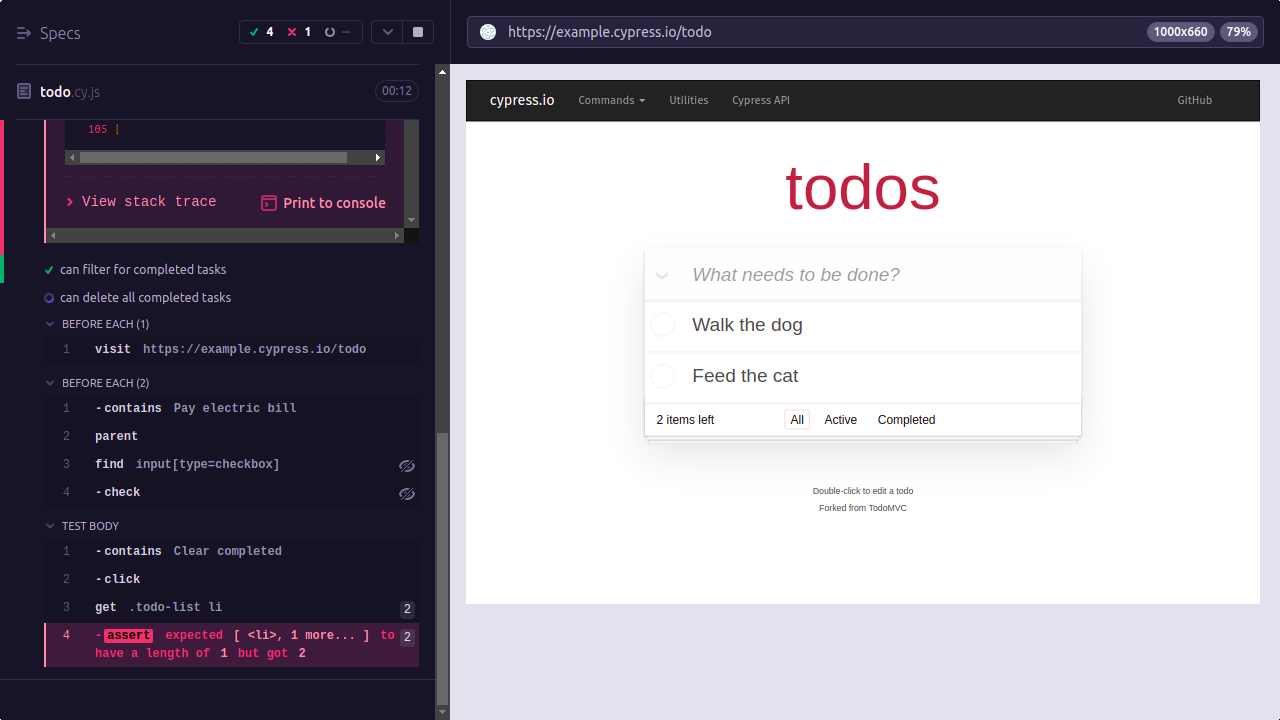 Specs
4
1
--
todo.cy.js
00:12
105 |
View stack trace
Print to console
can filter for completed tasks
can delete all completed tasks
BEFORE EACH (1)
1 visit https://example.cypress.io/todo
BEFORE EACH (2)
1 -contains Pay electric bill
2 parent
3 find input[type=checkbox]
4 -check
TEST BODY
1 -contains Clear completed
2 -click
3 get .todo-list li 2
4 -assert expected [ <li>, 1 more... ] to 2
have a length of 1 but got 2
https://example.cypress.io/todo
1000x660
79%
cypress.io
Commands
Utilities
Cypress API
GitHub
todos
What needs to be done?
Walk the dog
Feed the cat
2 items left
All
Active
Completed
Double-click to edit a todo
Forked from TodoMVC